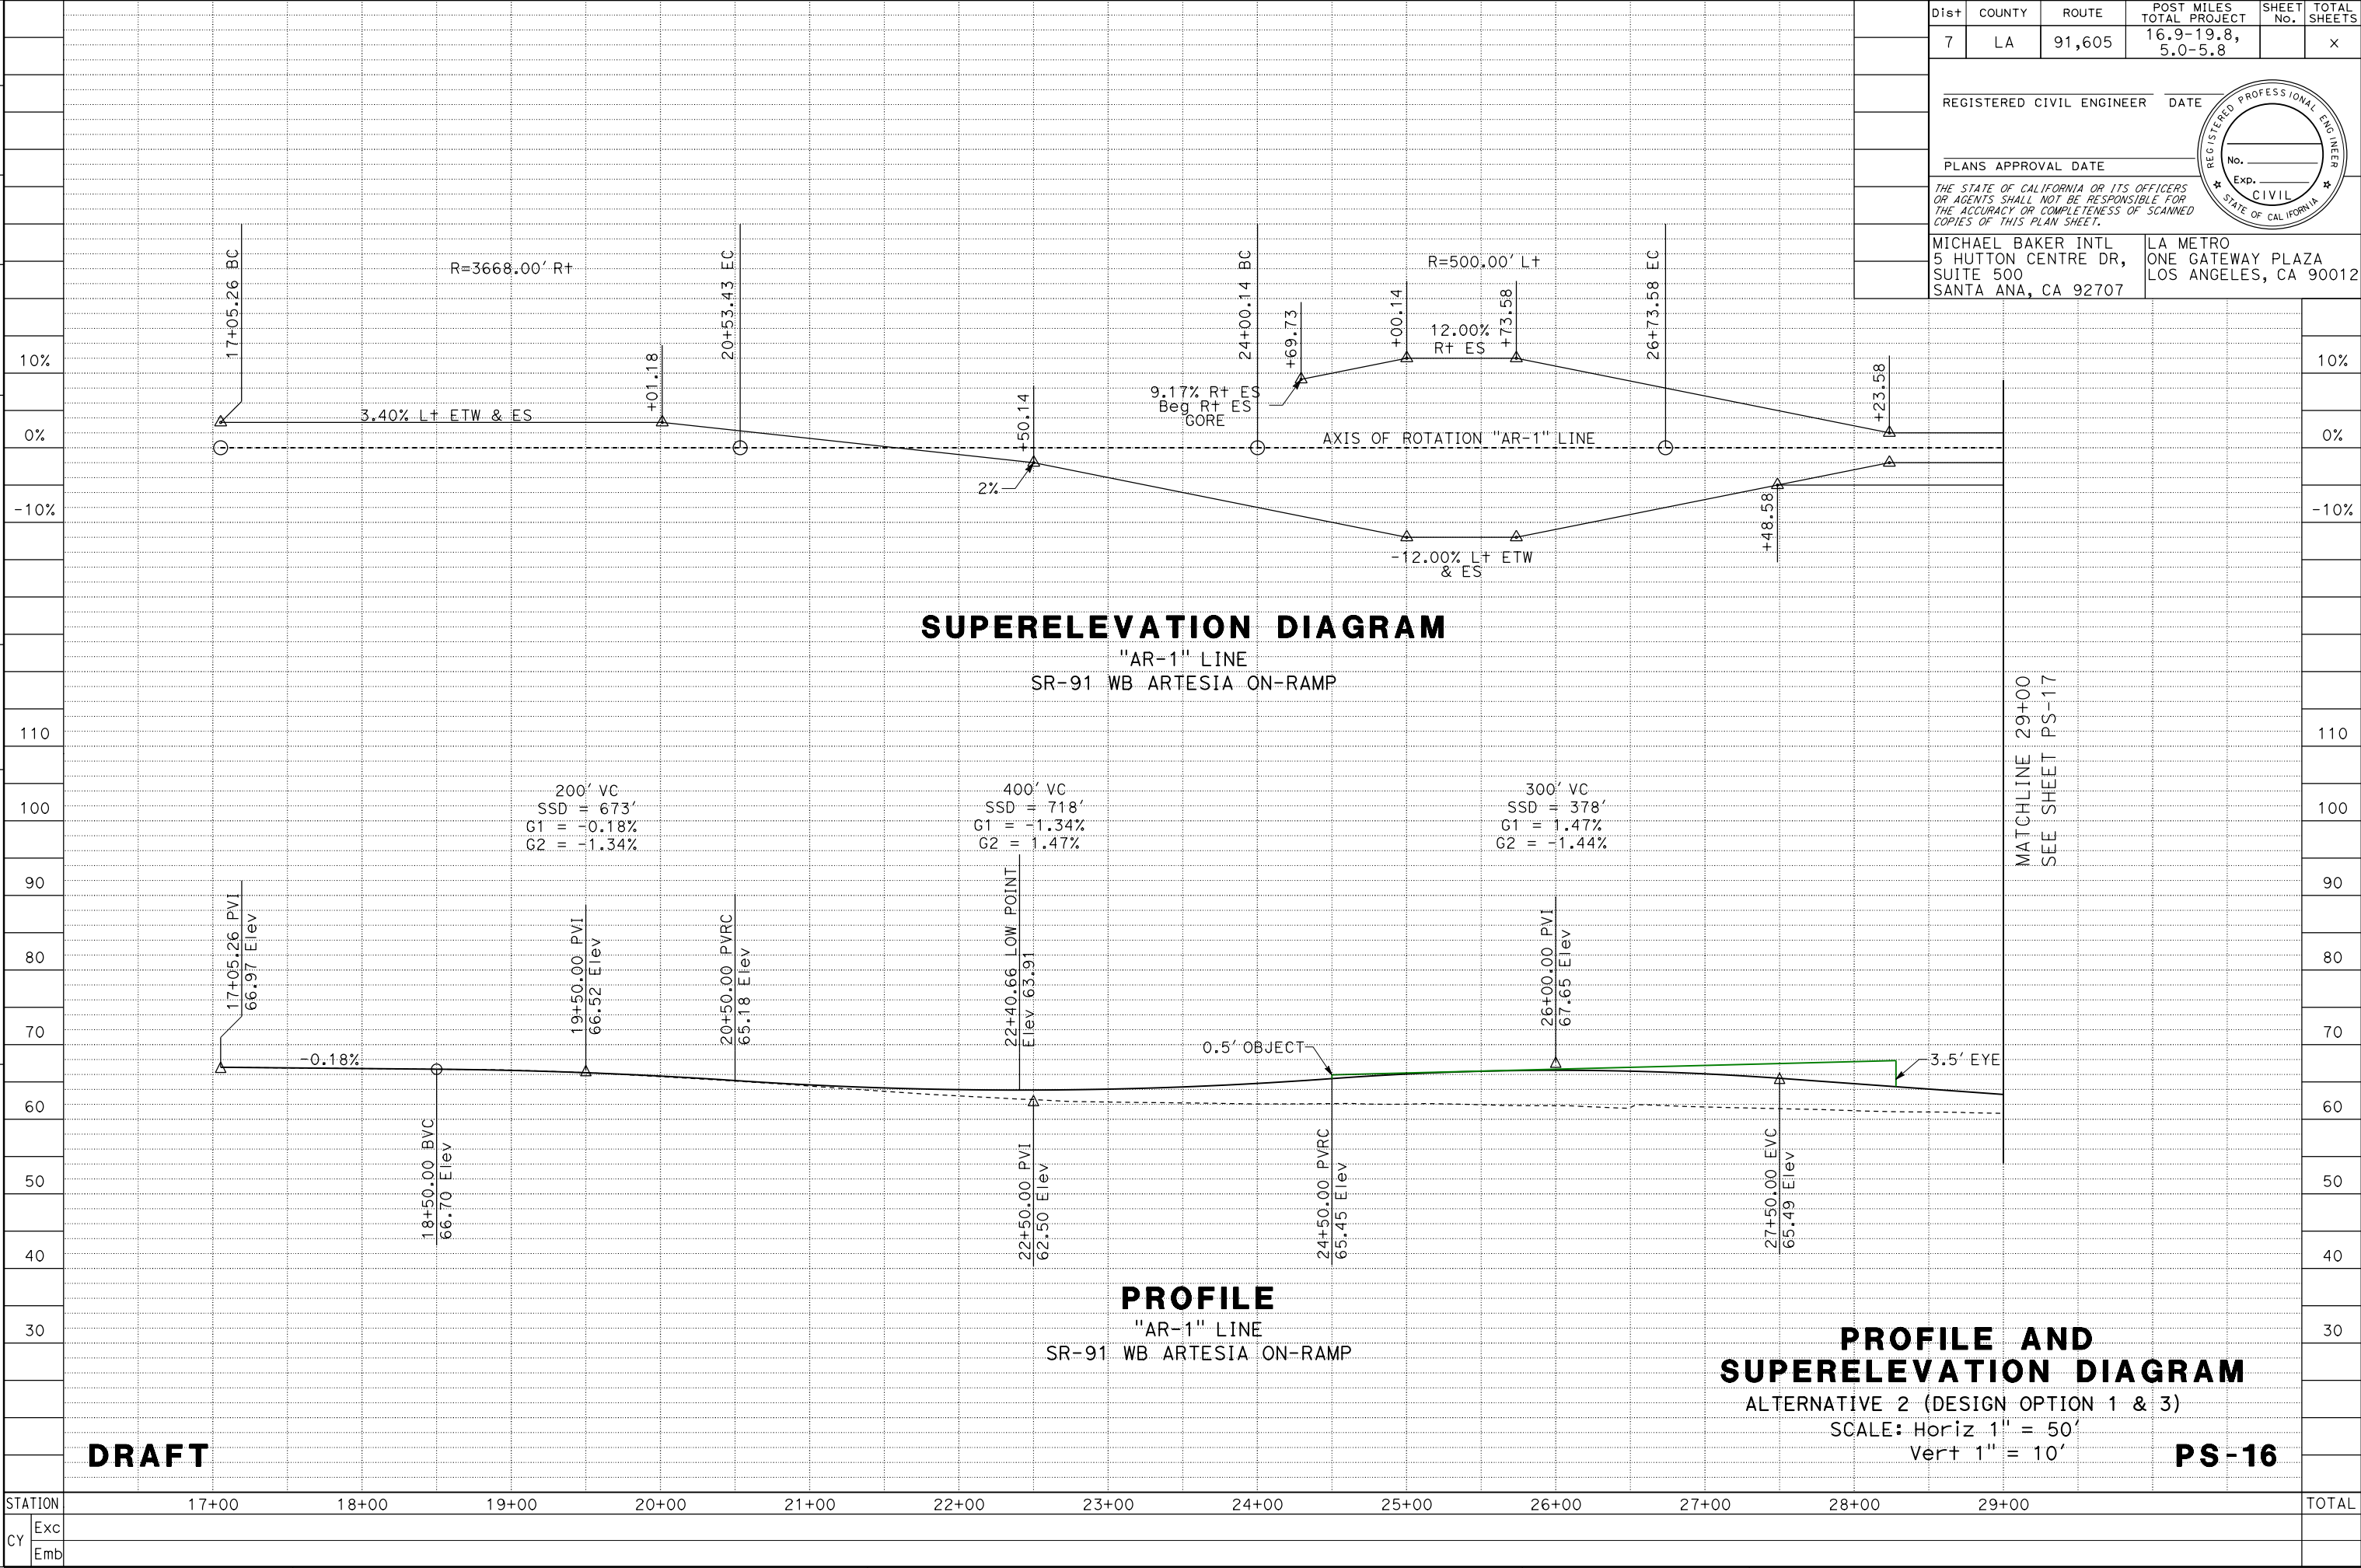 Dist COUNTY ROUTE POST MILES TOTAL PROJECT SHEET No. TOTAL SHEETS
7 LA 91,605 16.9-19.8, 5.0-5.8 X
REGISTERED CIVIL ENGINEER DATE
PLANS APPROVAL DATE
THE STATE OF CALIFORNIA OR ITS OFFICERS
OR AGENTS SHALL NOT BE RESPONSIBLE FOR
THE ACCURACY OR COMPLETENESS OF SCANNED
COPIES OF THIS PLAN SHEET.
REGISTERED PROFESSIONAL ENGINEER
No.
Exp.
CIVIL
STATE OF CALIFORNIA
MICHAEL BAKER INTL
5 HUTTON CENTRE DR,
SUITE 500
SANTA ANA, CA 92707
LA METRO
ONE GATEWAY PLAZA
LOS ANGELES, CA 90012
17+05.26 BC
R=3668.00' Rt
+01.18
20+53.43 EC
24+00.14 BC
+69.73
R=500.00' Lt
+00.14
12.00%
Rt ES
+73.58
26+73.58 EC
+23.58
10%
10%
3.40% Lt ETW & ES
+50.14
9.17% Rt ES
Beg Rt ES
GORE
0%
AXIS OF ROTATION "AR-1" LINE
0%
2%
-10%
+48.58
-10%
-12.00% Lt ETW
& ES
SUPERELEVATION DIAGRAM
"AR-1" LINE
SR-91 WB ARTESIA ON-RAMP
MATCHLINE 29+00
SEE SHEET PS-17
110
110
100
100
90
90
80
80
70
70
60
60
50
50
40
40
30
30
200' VC
SSD = 673'
G1 = -0.18%
G2 = -1.34%
400' VC
SSD = 718'
G1 = -1.34%
G2 = 1.47%
300' VC
SSD = 378'
G1 = 1.47%
G2 = -1.44%
17+05.26 PVI
66.97 Elev
-0.18%
18+50.00 BVC
66.70 Elev
19+50.00 PVI
66.52 Elev
20+50.00 PVRC
65.18 Elev
22+40.66 LOW POINT
Elev 63.91
22+50.00 PVI
62.50 Elev
0.5' OBJECT
24+50.00 PVRC
65.45 Elev
26+00.00 PVI
67.65 Elev
27+50.00 EVC
65.49 Elev
3.5' EYE
PROFILE
"AR-1" LINE
SR-91 WB ARTESIA ON-RAMP
PROFILE AND
SUPERELEVATION DIAGRAM
ALTERNATIVE 2 (DESIGN OPTION 1 & 3)
SCALE: Horiz 1" = 50'
Vert 1" = 10'
DRAFT
PS-16
STATION 17+00 18+00 19+00 20+00 21+00 22+00 23+00 24+00 25+00 26+00 27+00 28+00 29+00 TOTAL
CY
Exc
Emb